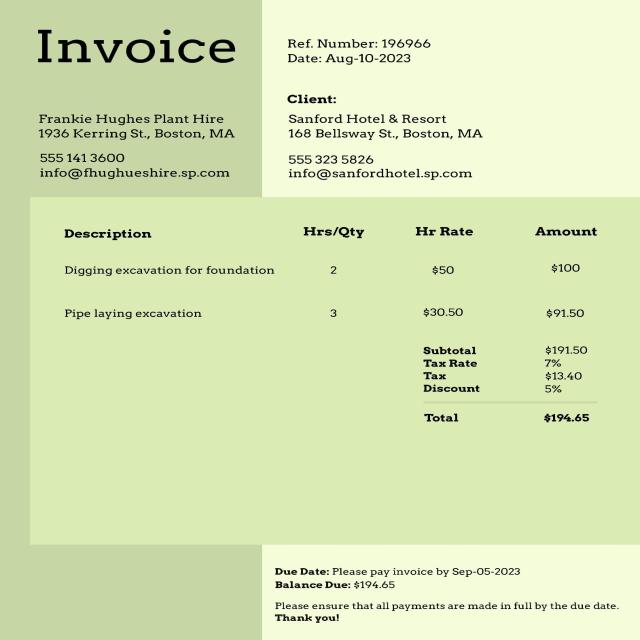 Invoice
Ref. Number: 196966
Date: Aug-10-2023
Frankie Hughes Plant Hire
1936 Kerring St., Boston, MA
555 141 3600
info@fhughueshire.sp.com
Client:
Sanford Hotel & Resort
168 Bellsway St., Boston, MA
555 323 5826
info@sanfordhotel.sp.com
Description Hrs/Qty Hr Rate Amount
Digging excavation for foundation 2 $50 $100
Pipe laying excavation 3 $30.50 $91.50
Subtotal $191.50
Tax Rate 7%
Tax $13.40
Discount 5%
Total $194.65
Due Date: Please pay invoice by Sep-05-2023
Balance Due: $194.65
Please ensure that all payments are made in full by the due date.
Thank you!